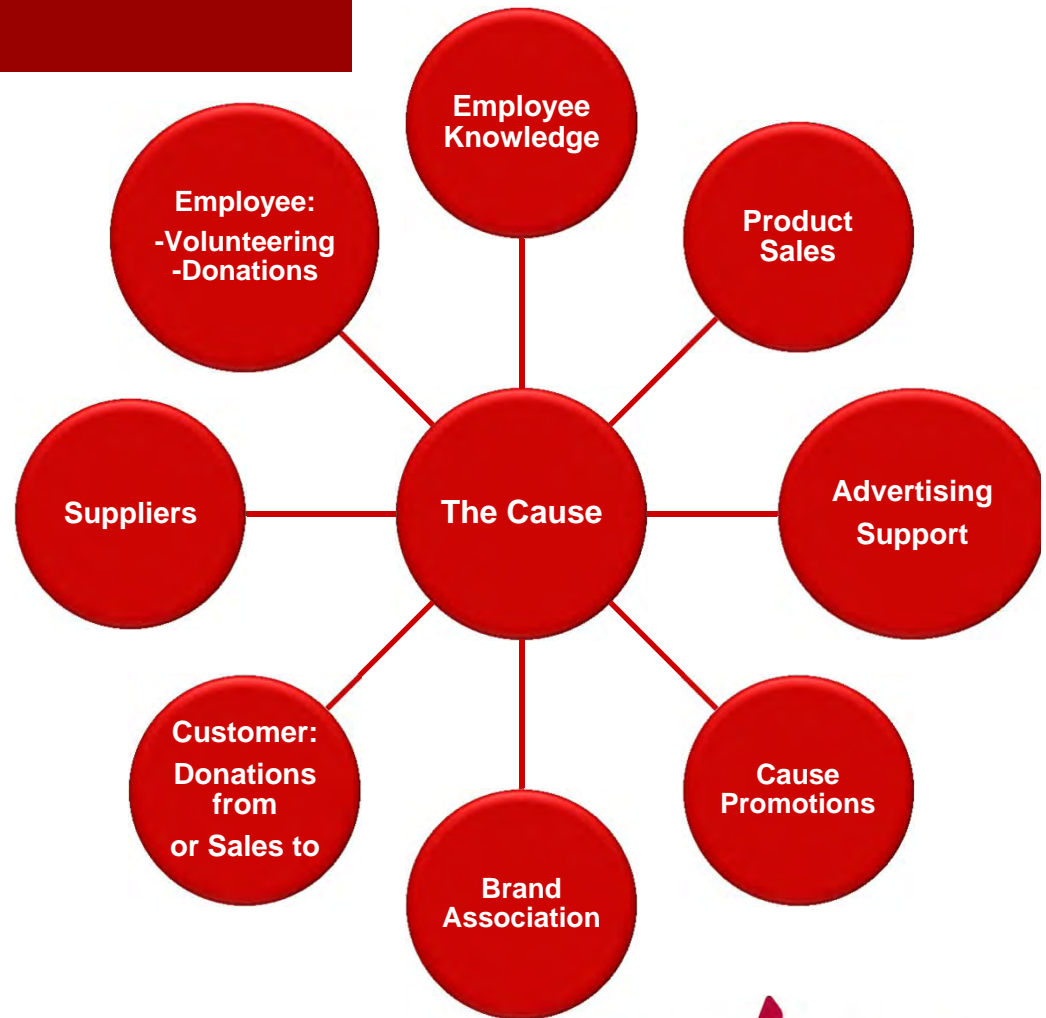 Employee
Knowledge
Product
Sales
Advertising
Support
Cause
Promotions
Brand
Association
Customer:
Donations
from
or Sales to
Suppliers
Employee:
-Volunteering
-Donations
The Cause